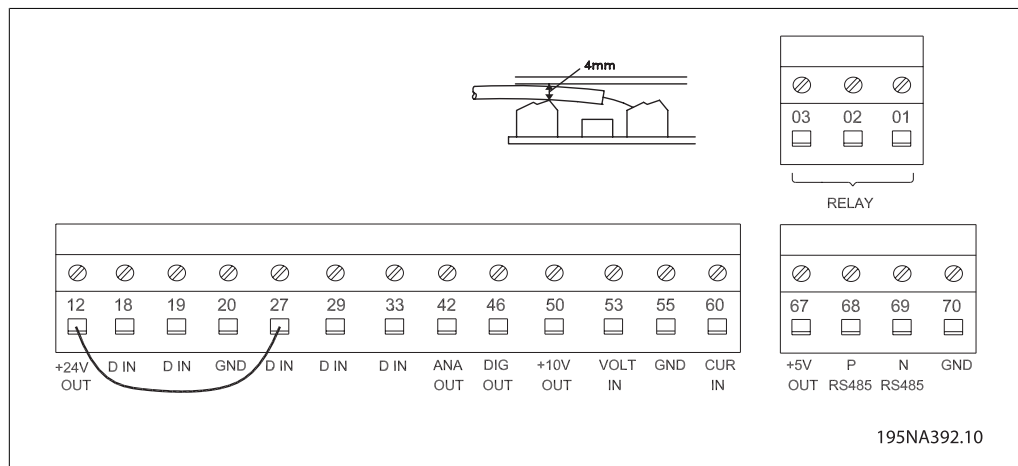 4mm
03 02 01
RELAY
12 18 19 20 27 29 33 42 46 50 53 55 60
+24V OUT D IN D IN GND D IN D IN D IN ANA OUT DIG OUT +10V OUT VOLT IN GND CUR IN
67 68 69 70
+5V OUT P RS485 N RS485 GND
195NA392.10